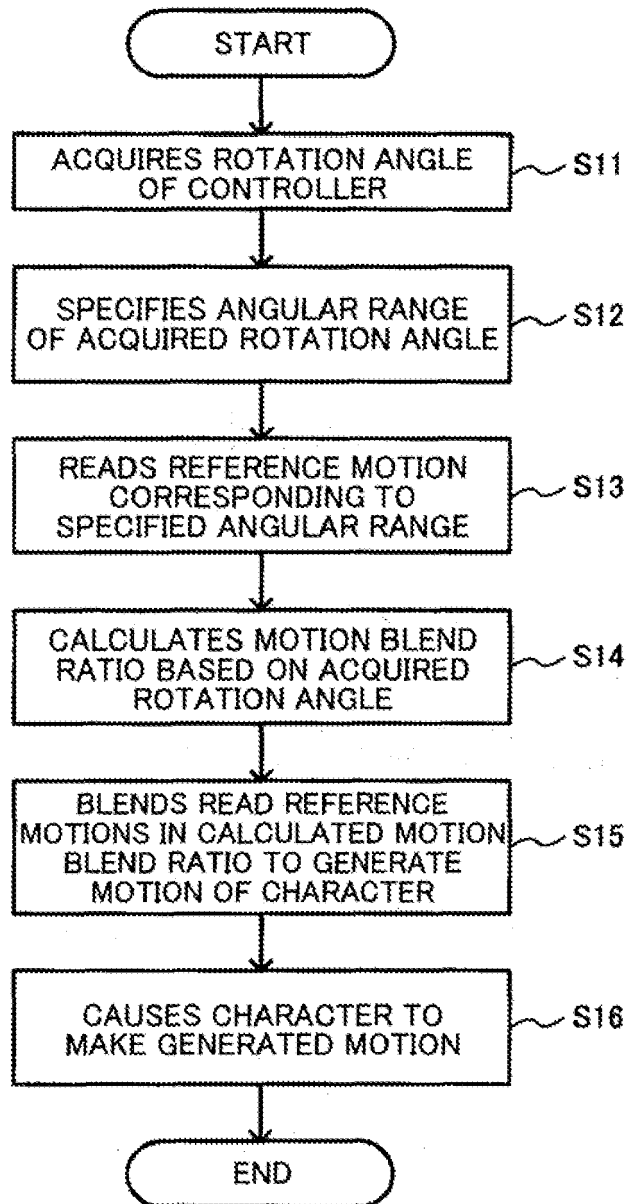 START
ACQUIRES ROTATION ANGLE
OF CONTROLLER
S11
SPECIFIES ANGULAR RANGE
OF ACQUIRED ROTATION ANGLE
S12
READS REFERENCE MOTION
CORRESPONDING TO
SPECIFIED ANGULAR RANGE
S13
CALCULATES MOTION BLEND
RATIO BASED ON ACQUIRED
ROTATION ANGLE
S14
BLENDS READ REFERENCE
MOTIONS IN CALCULATED MOTION
BLEND RATIO TO GENERATE
MOTION OF CHARACTER
S15
CAUSES CHARACTER TO
MAKE GENERATED MOTION
S16
END